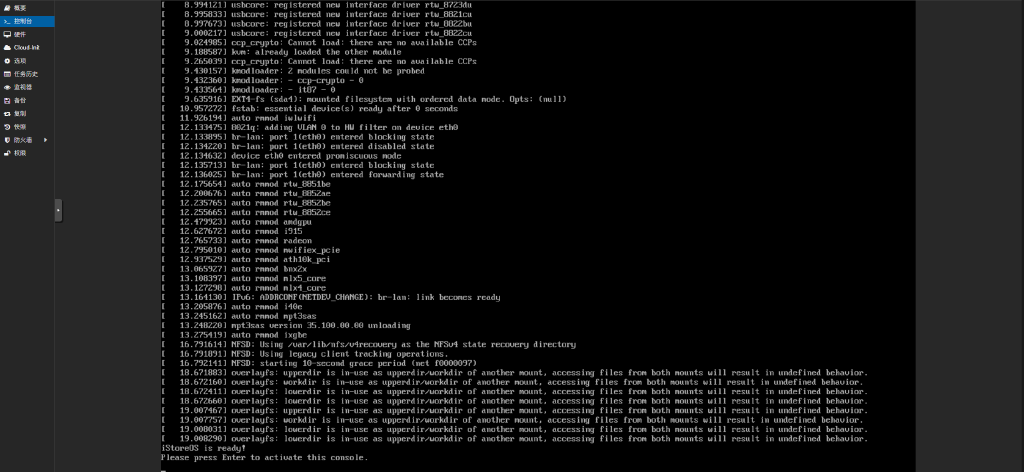 概要
控制台
硬件
Cloud-Init
选项
任务历史
监视器
备份
复制
快照
防火墙
权限
[    8.994121] usbcore: registered new interface driver rtw_8723du
[    8.995833] usbcore: registered new interface driver rtw_8821cu
[    8.997673] usbcore: registered new interface driver rtw_8822bu
[    9.000217] usbcore: registered new interface driver rtw_8822cu
[    9.024985] ccp_crypto: Cannot load: there are no available CCPs
[    9.188587] kvm: already loaded the other module
[    9.265039] ccp_crypto: Cannot load: there are no available CCPs
[    9.430157] kmodloader: 2 modules could not be probed
[    9.432360] kmodloader: - ccp-crypto - 0
[    9.433564] kmodloader: - it87 - 0
[    9.635916] EXT4-fs (sda4): mounted filesystem with ordered data mode. Opts: (null)
[   10.957272] fstab: essential device(s) ready after 0 seconds
[   11.926194] auto rmmod iwlwifi
[   12.133475] 8021q: adding VLAN 0 to HW filter on device eth0
[   12.133895] br-lan: port 1(eth0) entered blocking state
[   12.134220] br-lan: port 1(eth0) entered disabled state
[   12.134632] device eth0 entered promiscuous mode
[   12.135713] br-lan: port 1(eth0) entered blocking state
[   12.136025] br-lan: port 1(eth0) entered forwarding state
[   12.175654] auto rmmod rtw_8851be
[   12.200676] auto rmmod rtw_8852ae
[   12.235765] auto rmmod rtw_8852be
[   12.255665] auto rmmod rtw_8852ce
[   12.479923] auto rmmod amdgpu
[   12.627672] auto rmmod i915
[   12.765733] auto rmmod radeon
[   12.795010] auto rmmod mwifiex_pcie
[   12.937529] auto rmmod ath10k_pci
[   13.065927] auto rmmod bnx2x
[   13.108397] auto rmmod mlx5_core
[   13.127298] auto rmmod mlx4_core
[   13.164130] IPv6: ADDRCONF(NETDEV_CHANGE): br-lan: link becomes ready
[   13.205876] auto rmmod i40e
[   13.245162] auto rmmod mpt3sas
[   13.248220] mpt3sas version 35.100.00.00 unloading
[   13.275419] auto rmmod ixgbe
[   16.791614] NFSD: Using /var/lib/nfs/v4recovery as the NFSv4 state recovery directory
[   16.791891] NFSD: Using legacy client tracking operations.
[   16.792141] NFSD: starting 10-second grace period (net f0000097)
[   18.671883] overlayfs: upperdir is in-use as upperdir/workdir of another mount, accessing files from both mounts will result in undefined behavior.
[   18.672160] overlayfs: workdir is in-use as upperdir/workdir of another mount, accessing files from both mounts will result in undefined behavior.
[   18.672411] overlayfs: lowerdir is in-use as upperdir/workdir of another mount, accessing files from both mounts will result in undefined behavior.
[   18.672660] overlayfs: lowerdir is in-use as upperdir/workdir of another mount, accessing files from both mounts will result in undefined behavior.
[   19.007467] overlayfs: upperdir is in-use as upperdir/workdir of another mount, accessing files from both mounts will result in undefined behavior.
[   19.007757] overlayfs: workdir is in-use as upperdir/workdir of another mount, accessing files from both mounts will result in undefined behavior.
[   19.008031] overlayfs: lowerdir is in-use as upperdir/workdir of another mount, accessing files from both mounts will result in undefined behavior.
[   19.008290] overlayfs: lowerdir is in-use as upperdir/workdir of another mount, accessing files from both mounts will result in undefined behavior.
iStoreOS is ready!
Please press Enter to activate this console.